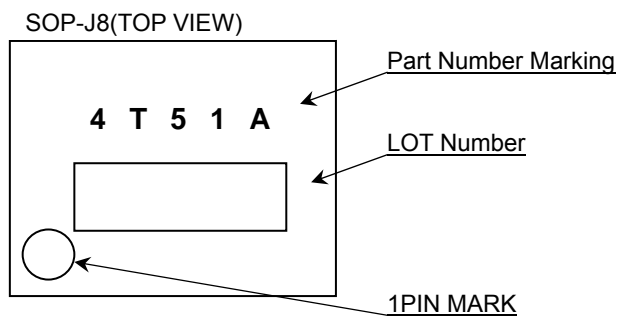 SOP-J8(TOP VIEW)
Part Number Marking
4 T 5 1 A
LOT Number
1PIN MARK